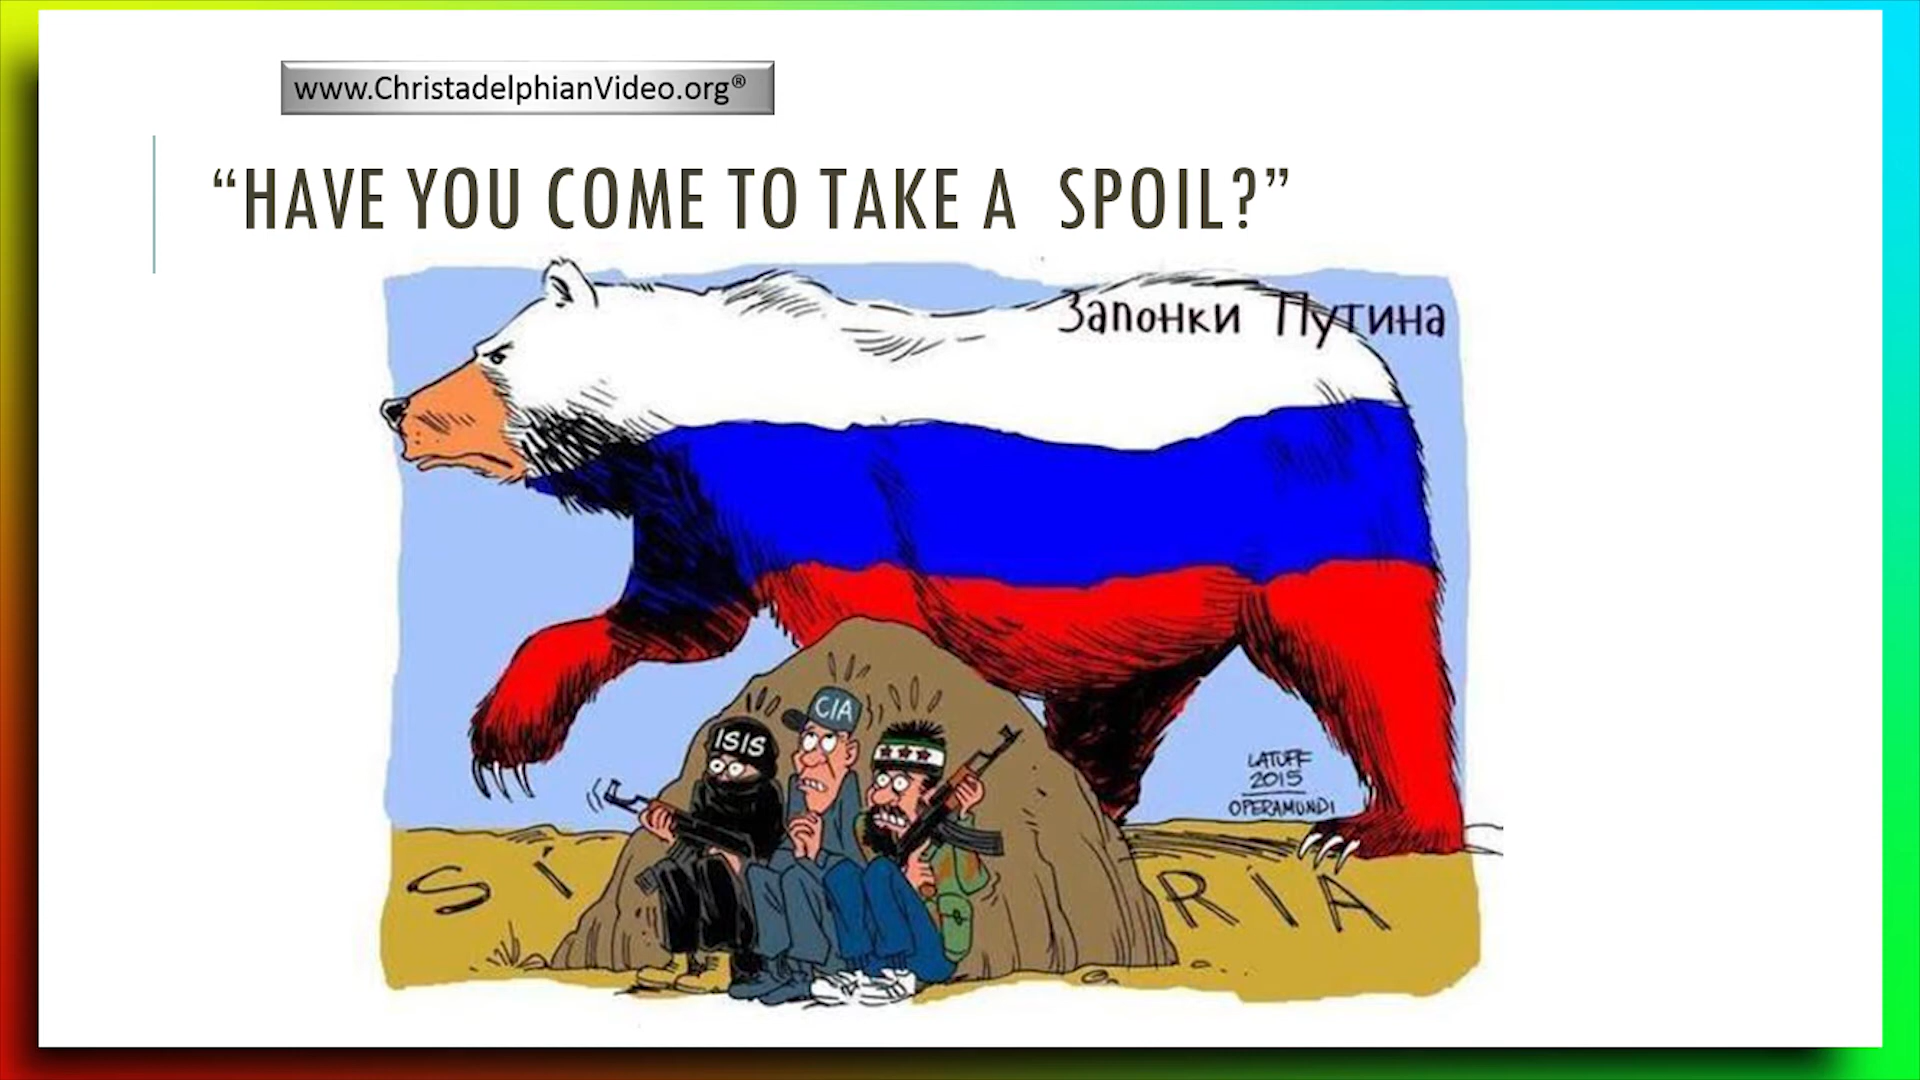 www.ChristadelphianVideo.org®
“HAVE YOU COME TO TAKE A SPOIL?”
Запонки Путина
CIA
ISIS
LATUFF
2015
OPERAMUNDI
SÍ RIA